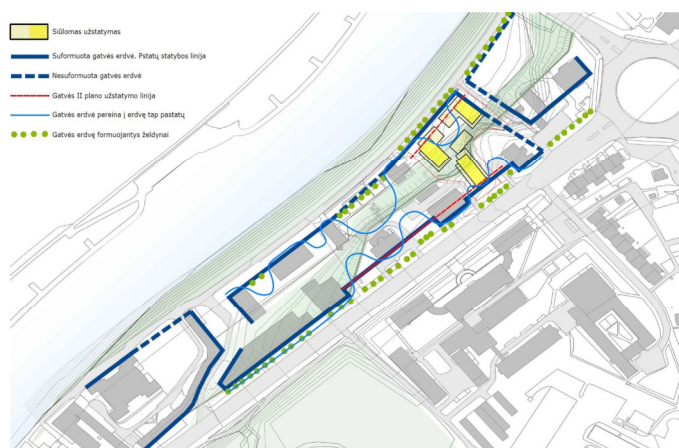 Siūlomas užstatymas
Suformuota gatvės erdvė. Pstatų statybos linija
Nesuformuota gatvės erdvė
Gatvės II plano užstatymo linija
Gatvės erdvė pereina į erdvę tap pastatų
Gatvės erdvę formuojantys želdynai